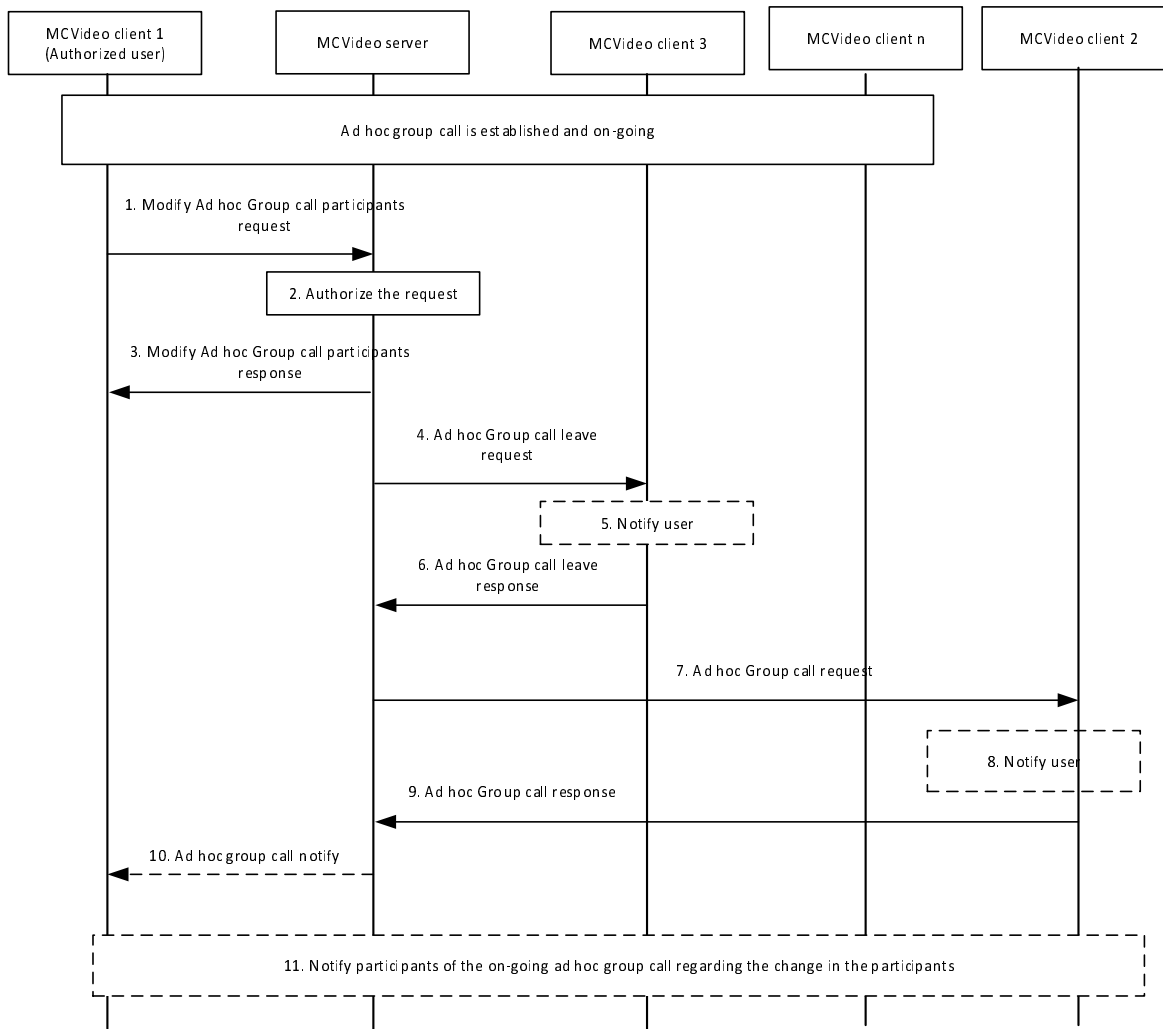 MCVideo client 1
(Authorized user)
MCVideo server
MCVideo client 3
MCVideo client n
MCVideo client 2
Ad hoc group call is established and on-going
1. Modify Ad hoc Group call participants
request
2. Authorize the request
3. Modify Ad hoc Group call participants
response
4. Ad hoc Group call leave
request
5. Notify user
6. Ad hoc Group call leave
response
7. Ad hoc Group call request
8. Notify user
9. Ad hoc Group call response
10. Ad hoc group call notify
11. Notify participants of the on-going ad hoc group call regarding the change in the participants